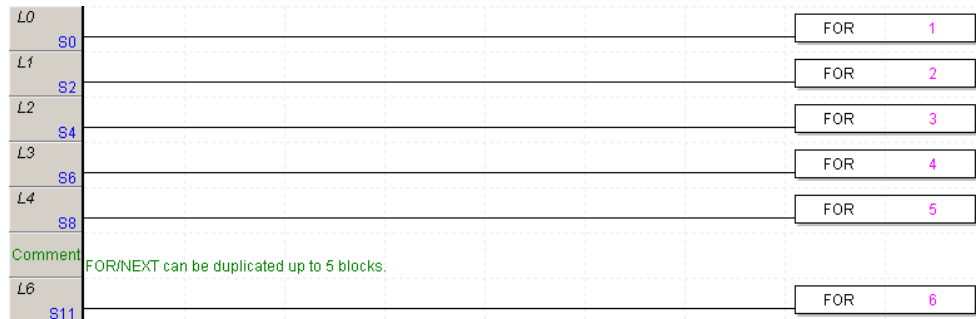 L0
S0 FOR 1
L1
S2 FOR 2
L2
S4 FOR 3
L3
S6 FOR 4
L4
S8 FOR 5
Comment FOR/NEXT can be duplicated up to 5 blocks.
L6
S11 FOR 6